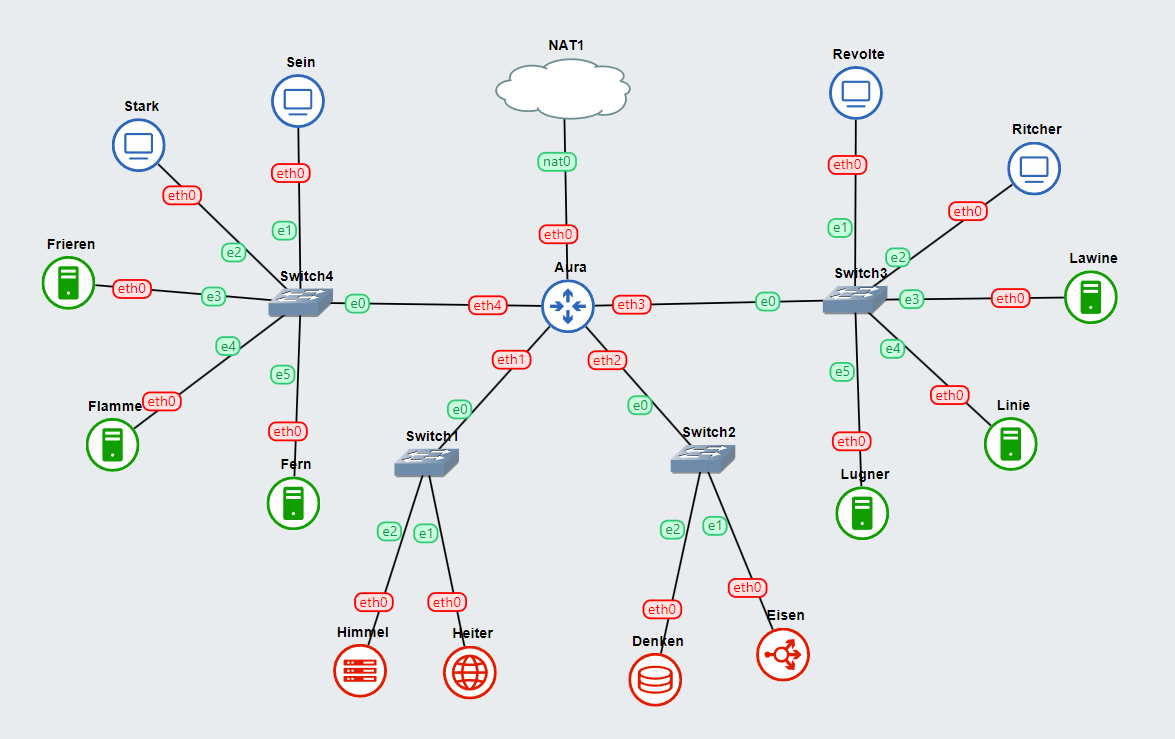 NAT1
Revolte
Sein
Stark
Ritcher
nat0
eth0
eth0
eth0
eth0
eth0
e1
e1
eth0
Frieren
e2
e2
Lawine
Aura
Switch4
Switch3
eth0
e3
e0
eth4
eth3
e0
e3
eth0
e4
eth1
eth2
e4
e5
e5
Flamme
eth0
e0
e0
eth0
Linie
eth0
Switch1
Switch2
eth0
Fern
Lugner
e2
e1
e2
e1
eth0
eth0
eth0
eth0
Himmel
Heiter
Denken
Eisen